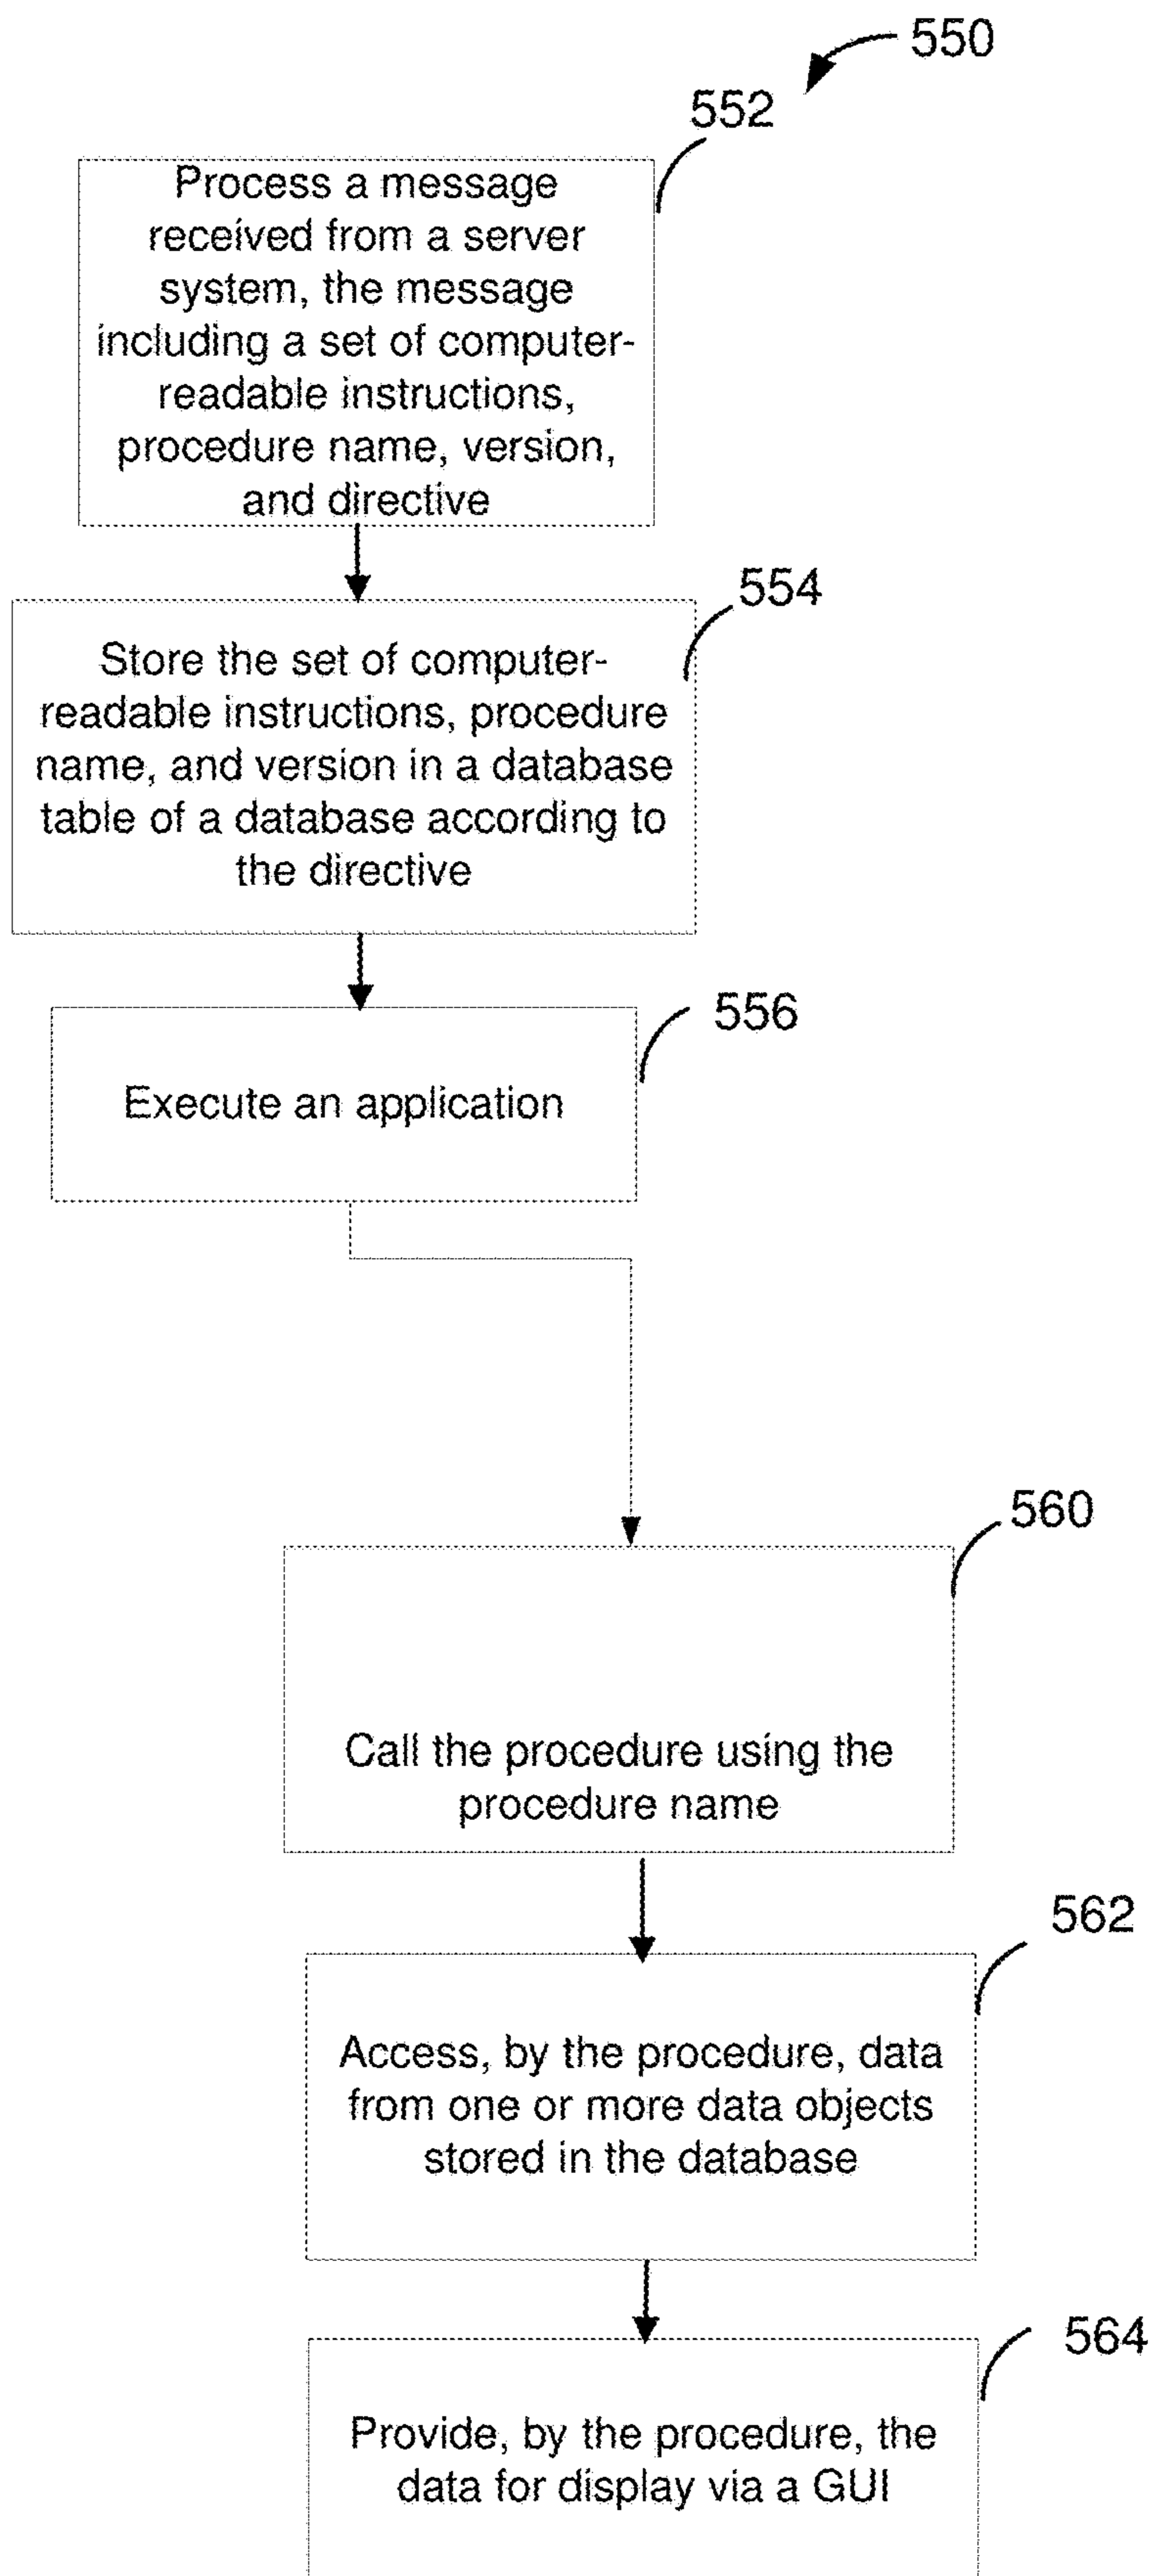 550
552
Process a message
received from a server
system, the message
including a set of computer-
readable instructions,
procedure name, version,
and directive
554
Store the set of computer-
readable instructions, procedure
name, and version in a database
table of a database according to
the directive
556
Execute an application
560
Call the procedure using the
procedure name
562
Access, by the procedure, data
from one or more data objects
stored in the database
564
Provide, by the procedure, the
data for display via a GUI